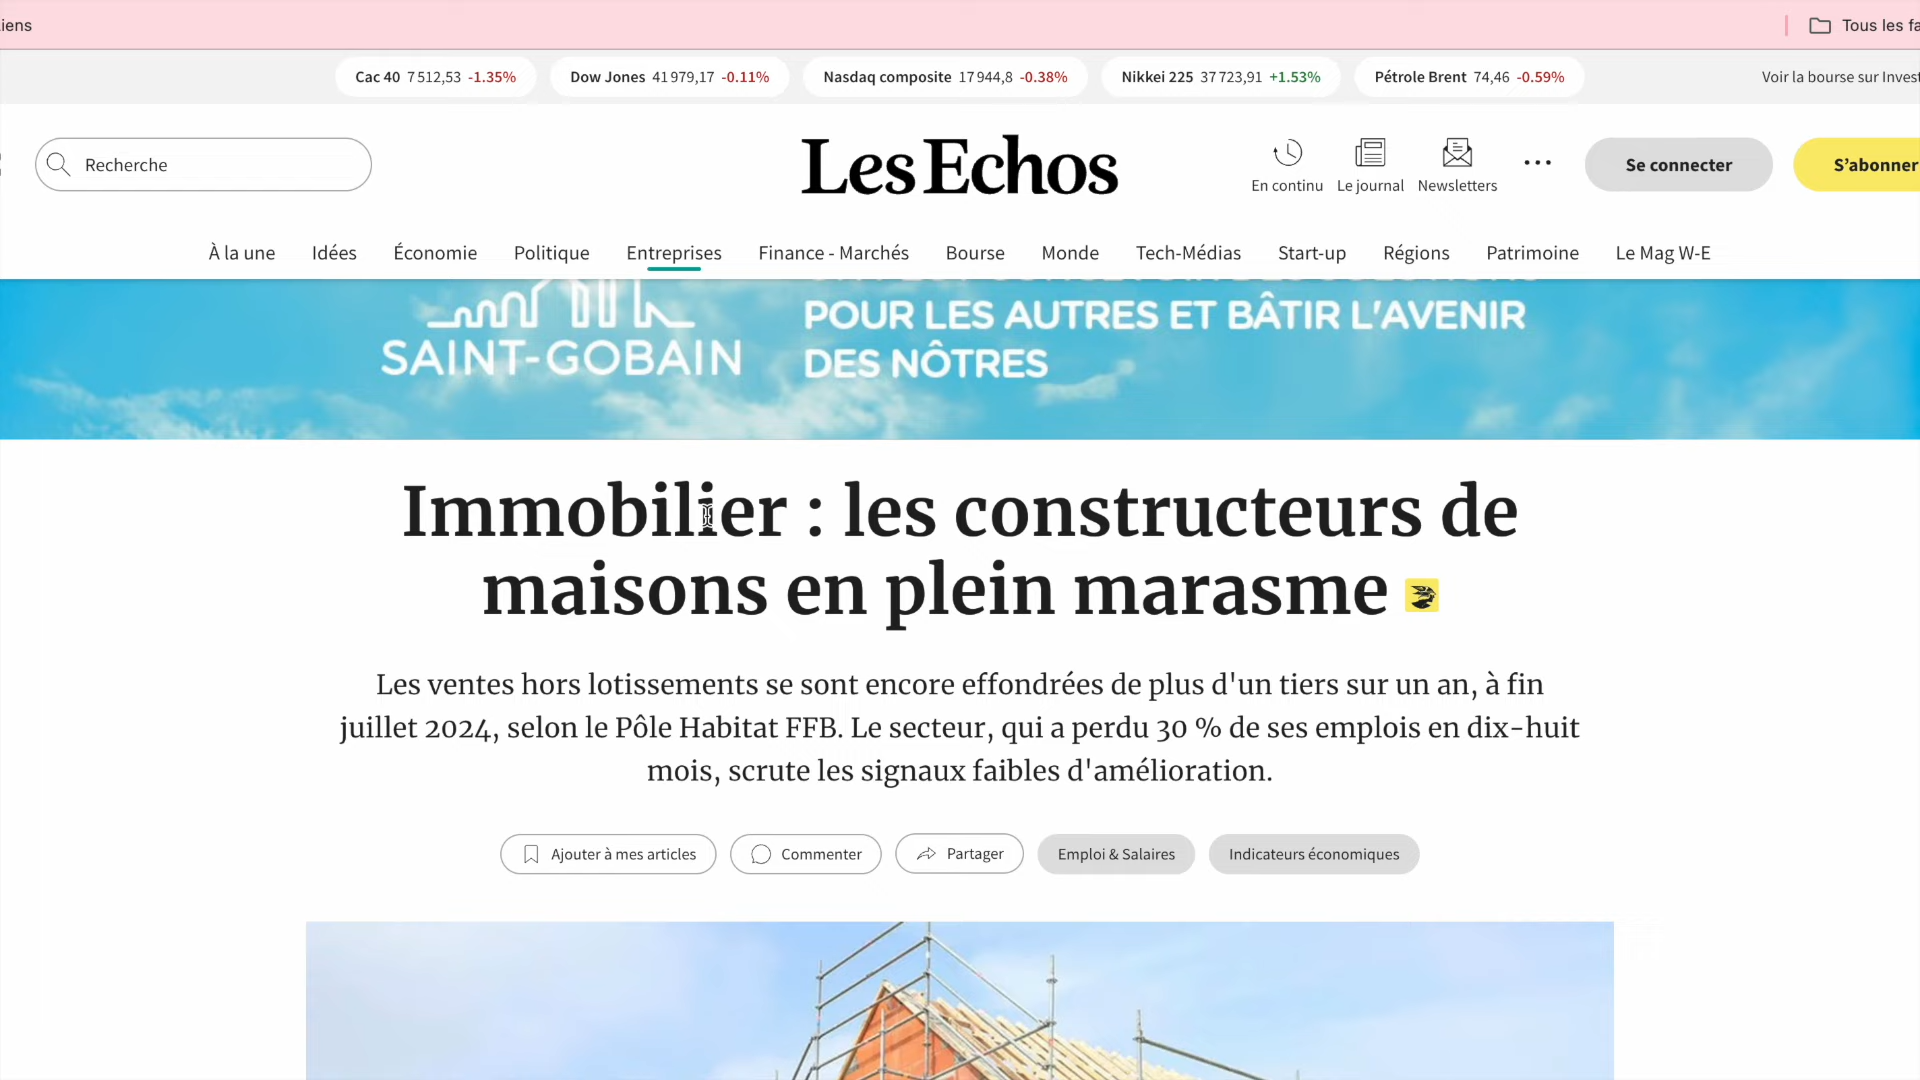 iens
Tous les fa
Cac 40 7 512,53 -1.35%
Dow Jones 41 979,17 -0.11%
Nasdaq composite 17 944,8 -0.38%
Nikkei 225 37 723,91 +1.53%
Pétrole Brent 74,46 -0.59%
Voir la bourse sur Invest
Recherche
Les Echos
En continu
Le journal
Newsletters
Se connecter
S'abonner
À la une
Idées
Économie
Politique
Entreprises
Finance - Marchés
Bourse
Monde
Tech-Médias
Start-up
Régions
Patrimoine
Le Mag W-E
SAINT-GOBAIN
POUR LES AUTRES ET BÂTIR L'AVENIR
DES NÔTRES
Immobilier : les constructeurs de
maisons en plein marasme
Les ventes hors lotissements se sont encore effondrées de plus d'un tiers sur un an, à fin
juillet 2024, selon le Pôle Habitat FFB. Le secteur, qui a perdu 30 % de ses emplois en dix-huit
mois, scrute les signaux faibles d'amélioration.
Ajouter à mes articles
Commenter
Partager
Emploi & Salaires
Indicateurs économiques